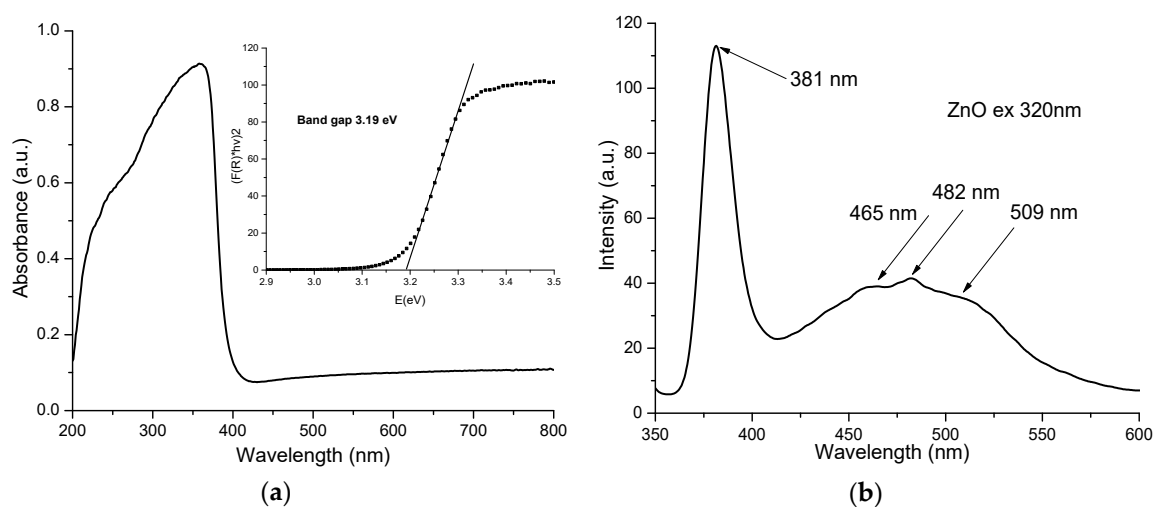 1.0
0.8
0.6
0.4
0.2
0.0
Absorbance (a.u.)
200 300 400 500 600 700 800
Wavelength (nm)
120
100
80
60
40
20
0
(F(R)*hν)2
Band gap 3.19 eV
2.9 3.0 3.1 3.2 3.3 3.4 3.5
E(eV)
(a)
120
100
80
60
40
20
0
Intensity (a.u.)
381 nm
ZnO ex 320nm
482 nm
465 nm
509 nm
350 400 450 500 550 600
Wavelength (nm)
(b)